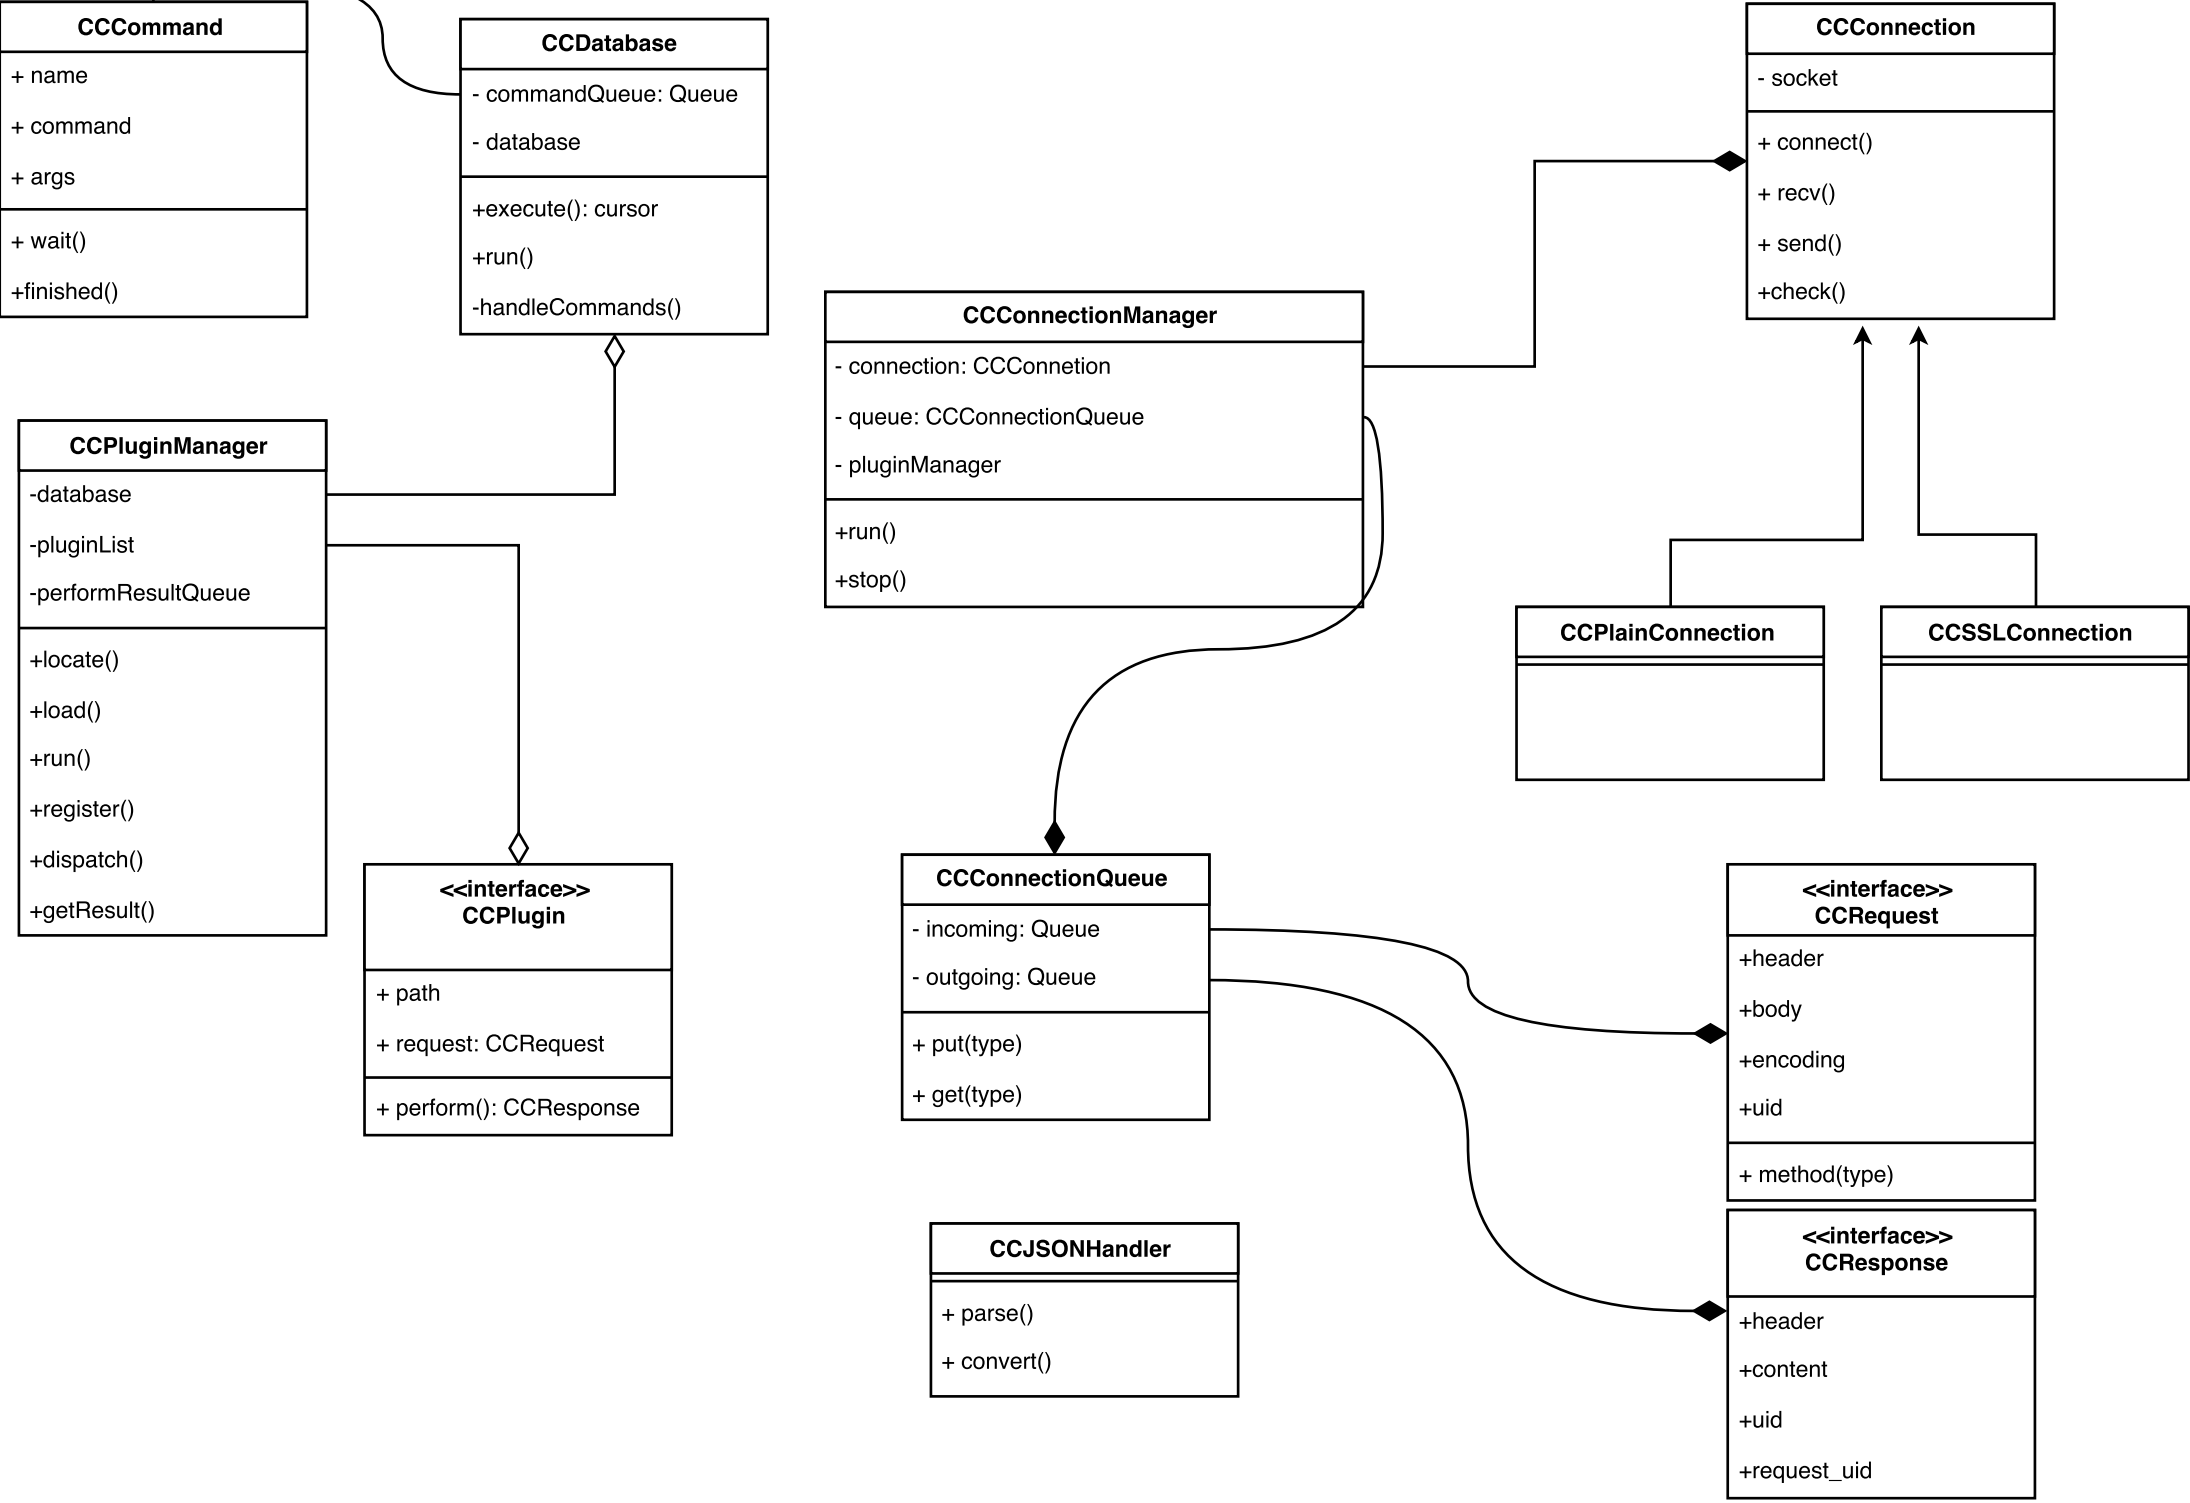 CCCommand
+ name
+ command
+ args
+ wait()
+finished()
CCDatabase
- commandQueue: Queue
- database
+execute(): cursor
+run()
-handleCommands()
CCConnection
- socket
+ connect()
+ recv()
+ send()
+check()
CCConnectionManager
- connection: CCConnetion
- queue: CCConnectionQueue
- pluginManager
+run()
+stop()
CCPluginManager
-database
-pluginList
-performResultQueue
+locate()
+load()
+run()
+register()
+dispatch()
+getResult()
CCPlainConnection
CCSSLConnection
<<interface>>
CCPlugin
+ path
+ request: CCRequest
+ perform(): CCResponse
CCConnectionQueue
- incoming: Queue
- outgoing: Queue
+ put(type)
+ get(type)
<<interface>>
CCRequest
+header
+body
+encoding
+uid
+ method(type)
CCJSONHandler
+ parse()
+ convert()
<<interface>>
CCResponse
+header
+content
+uid
+request_uid